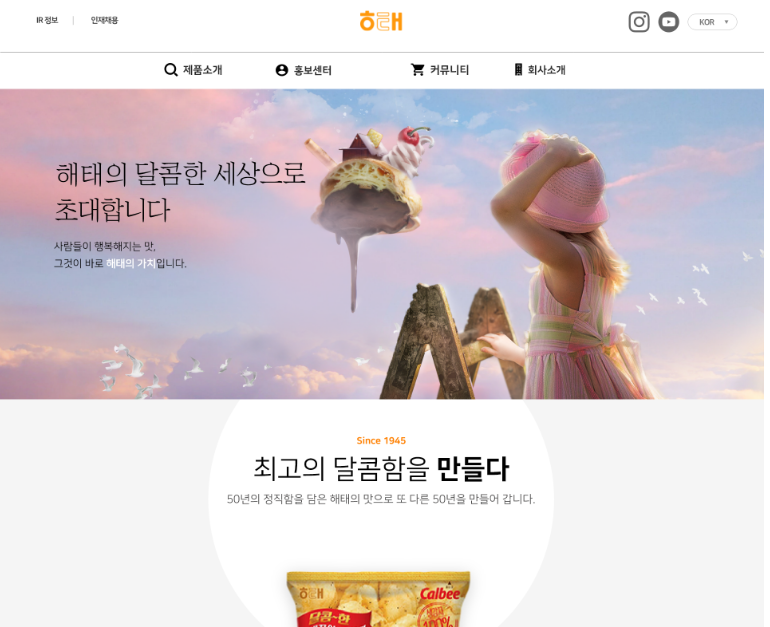 IR 정보
인재채용
해태
KOR
제품소개
홍보센터
커뮤니티
회사소개
해태의 달콤한 세상으로
초대합니다
사람들이 행복해지는 맛,
그것이 바로 해태의 가치입니다.
Since 1945
최고의 달콤함을 만들다
50년의 정직함을 담은 해태의 맛으로 또 다른 50년을 만들어 갑니다.
해태
Calbee
달콤~한
100%